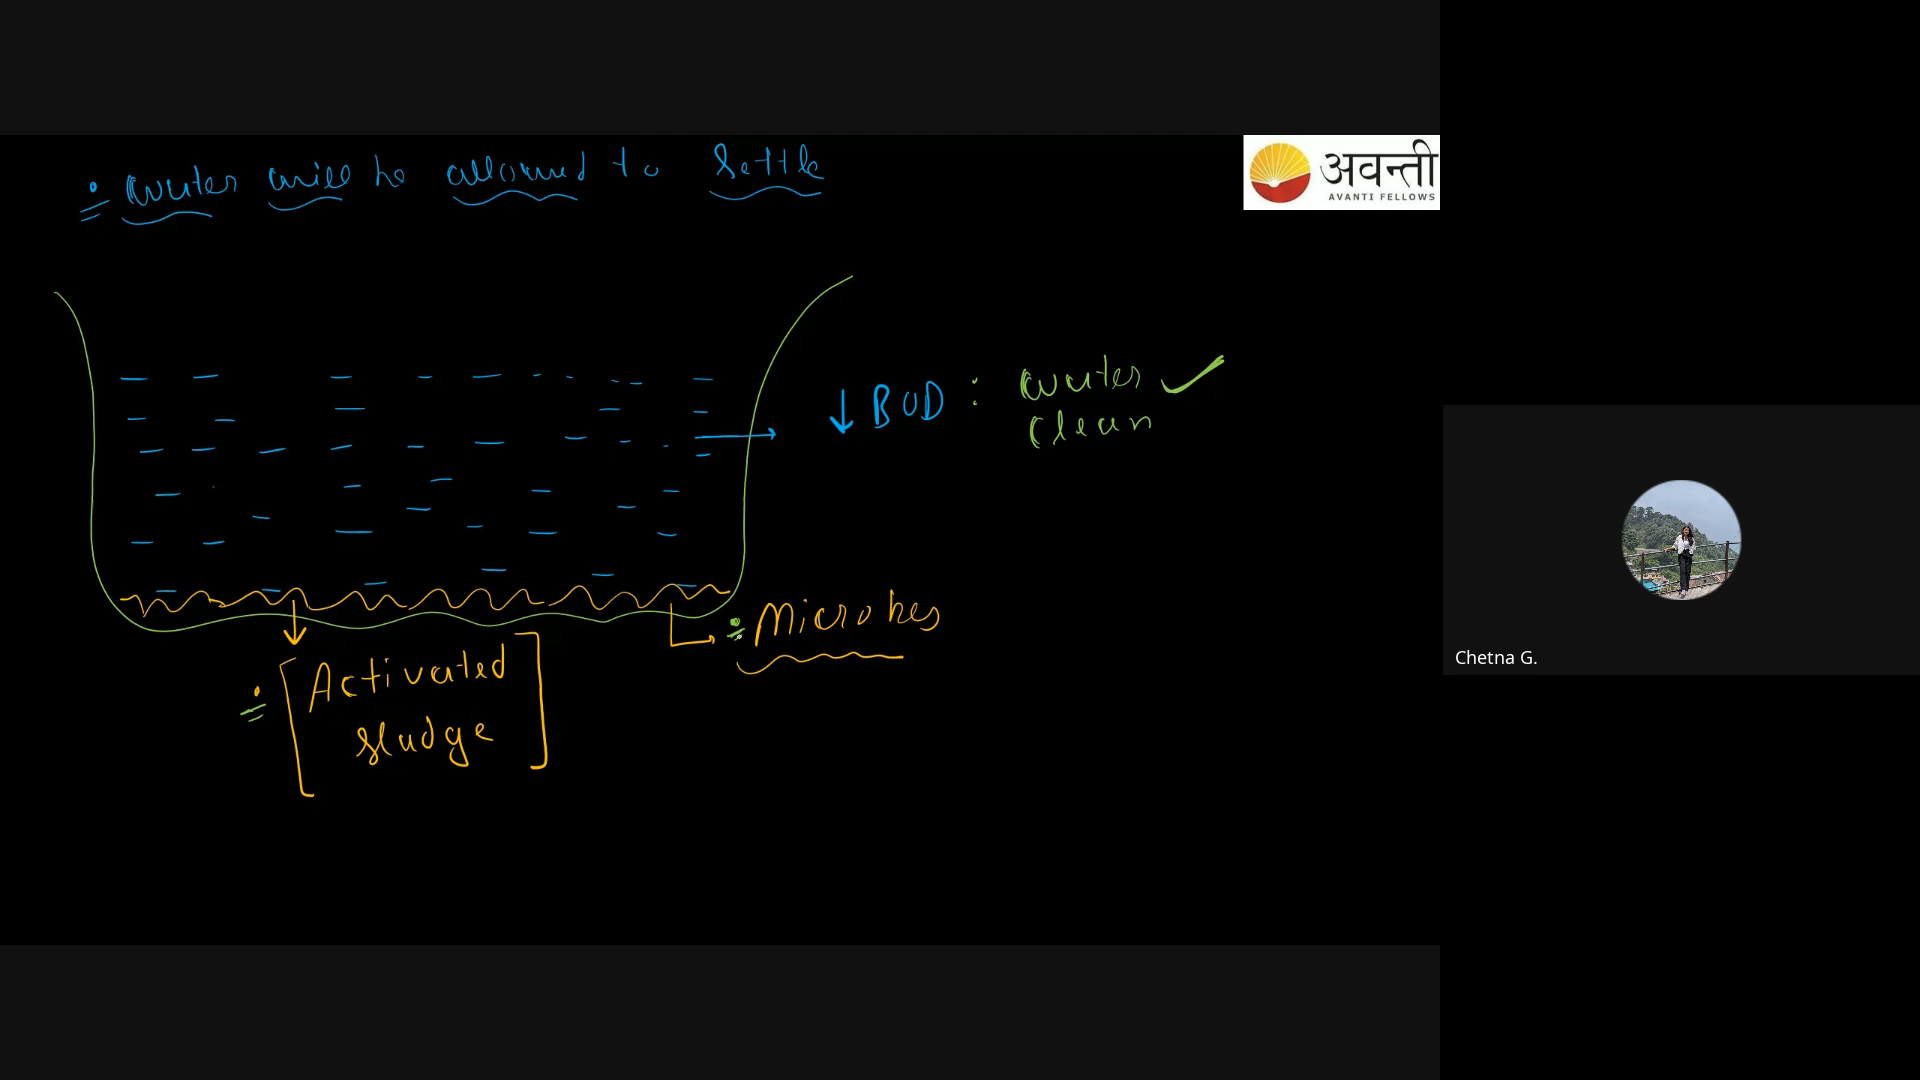 water will be allowed to settle
अवन्ती
AVANTI FELLOWS
↓ BOD : water ✓
clean
Microbes
[Activated
sludge]
Chetna G.